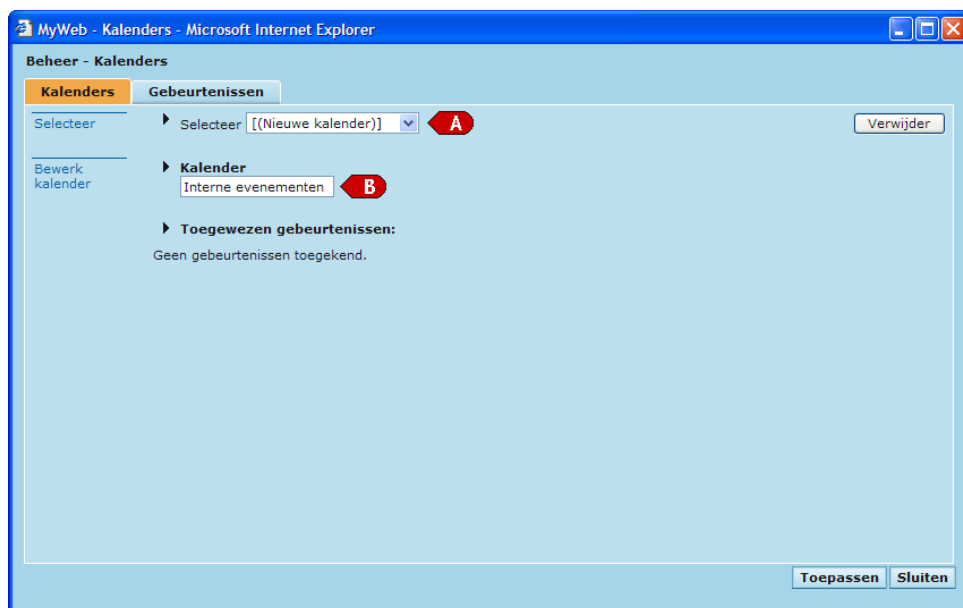 MyWeb - Kalenders - Microsoft Internet Explorer
Beheer - Kalenders
Kalenders Gebeurtenissen
Selecteer Selecteer [(Nieuwe kalender)] A Verwijder
Bewerk kalender
Kalender
Interne evenementen B
Toegewezen gebeurtenissen:
Geen gebeurtenissen toegekend.
Toepassen Sluiten